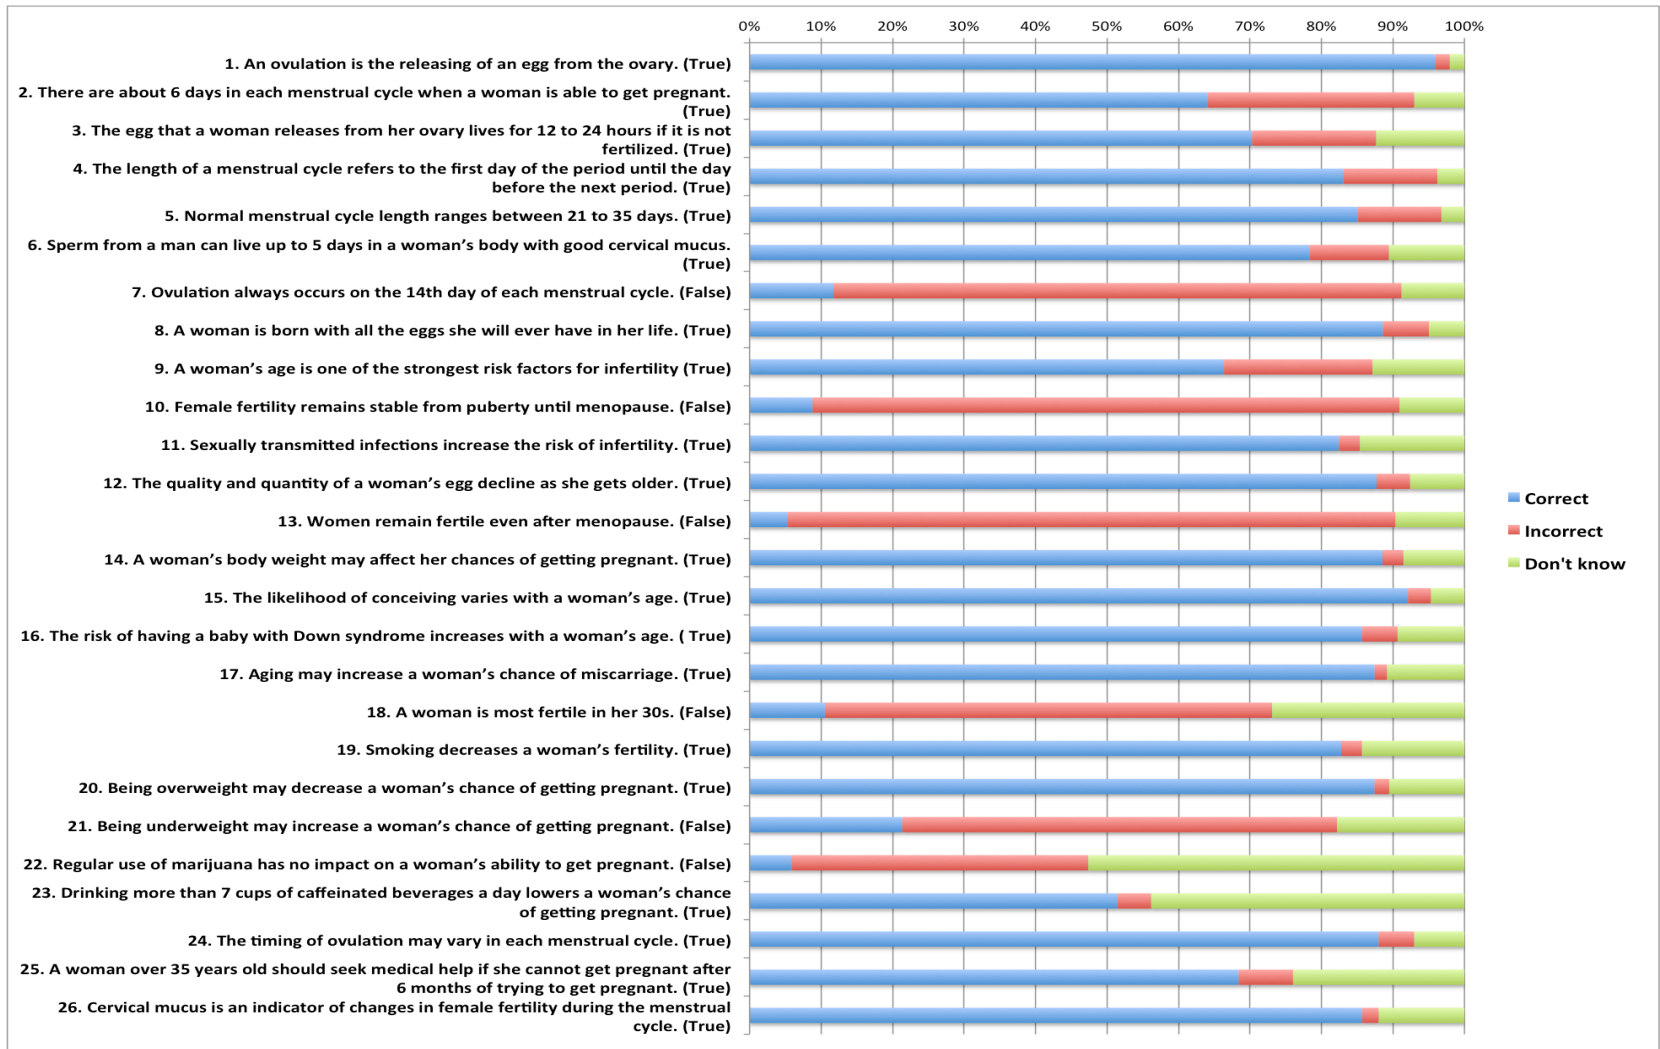 0% 10% 20% 30% 40% 50% 60% 70% 80% 90% 100%
1. An ovulation is the releasing of an egg from the ovary. (True)
2. There are about 6 days in each menstrual cycle when a woman is able to get pregnant.
(True)
3. The egg that a woman releases from her ovary lives for 12 to 24 hours if it is not
fertilized. (True)
4. The length of a menstrual cycle refers to the first day of the period until the day
before the next period. (True)
5. Normal menstrual cycle length ranges between 21 to 35 days. (True)
6. Sperm from a man can live up to 5 days in a woman’s body with good cervical mucus.
(True)
7. Ovulation always occurs on the 14th day of each menstrual cycle. (False)
8. A woman is born with all the eggs she will ever have in her life. (True)
9. A woman’s age is one of the strongest risk factors for infertility (True)
10. Female fertility remains stable from puberty until menopause. (False)
11. Sexually transmitted infections increase the risk of infertility. (True)
12. The quality and quantity of a woman’s egg decline as she gets older. (True)
13. Women remain fertile even after menopause. (False)
14. A woman’s body weight may affect her chances of getting pregnant. (True)
15. The likelihood of conceiving varies with a woman’s age. (True)
16. The risk of having a baby with Down syndrome increases with a woman’s age. ( True)
17. Aging may increase a woman’s chance of miscarriage. (True)
18. A woman is most fertile in her 30s. (False)
19. Smoking decreases a woman’s fertility. (True)
20. Being overweight may decrease a woman’s chance of getting pregnant. (True)
21. Being underweight may increase a woman’s chance of getting pregnant. (False)
22. Regular use of marijuana has no impact on a woman’s ability to get pregnant. (False)
23. Drinking more than 7 cups of caffeinated beverages a day lowers a woman’s chance
of getting pregnant. (True)
24. The timing of ovulation may vary in each menstrual cycle. (True)
25. A woman over 35 years old should seek medical help if she cannot get pregnant after
6 months of trying to get pregnant. (True)
26. Cervical mucus is an indicator of changes in female fertility during the menstrual
cycle. (True)
Correct
Incorrect
Don't know